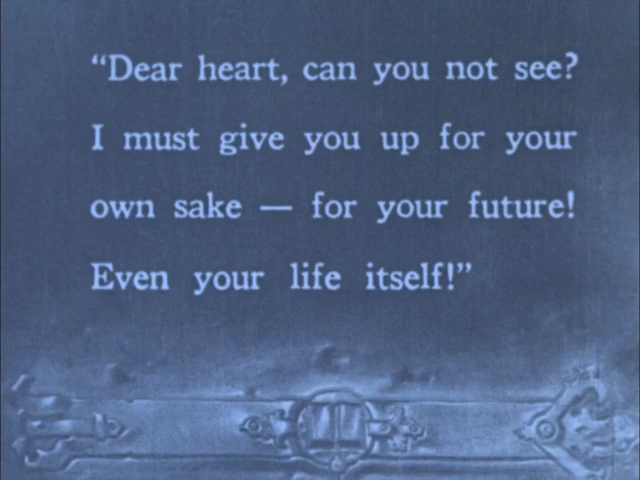 “Dear heart, can you not see?
I must give you up for your
own sake — for your future!
Even your life itself!”